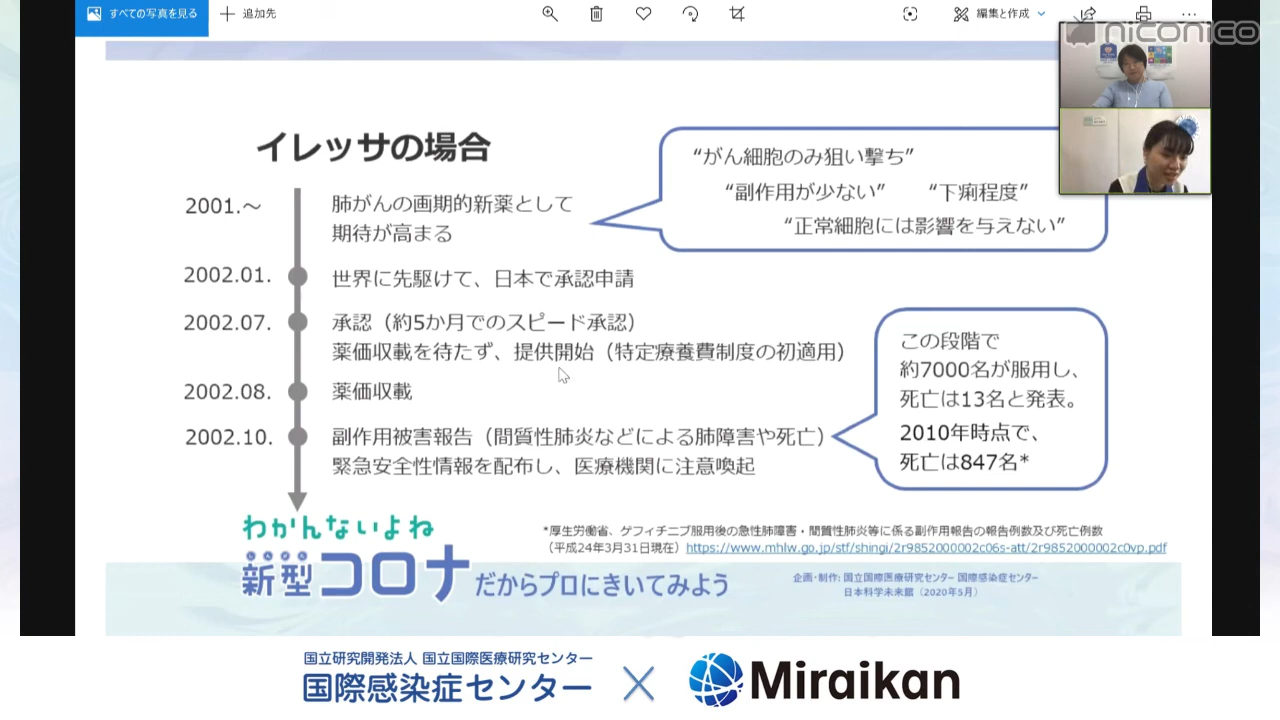 すべての写真を見る
追加先
編集と作成
niconico
イレッサの場合
2001.～
肺がんの画期的新薬として
期待が高まる
“がん細胞のみ狙い撃ち”
“副作用が少ない” “下痢程度”
“正常細胞には影響を与えない”
2002.01.
世界に先駆けて、日本で承認申請
2002.07.
承認（約5か月でのスピード承認）
薬価収載を待たず、提供開始（特定療養費制度の初適用）
2002.08.
薬価収載
2002.10.
副作用被害報告（間質性肺炎などによる肺障害や死亡）
緊急安全性情報を配布し、医療機関に注意喚起
この段階で
約7000名が服用し、
死亡は13名と発表。
2010年時点で、
死亡は847名*
*厚生労働省、ゲフィチニブ服用後の急性肺障害・間質性肺炎等に係る副作用報告の報告例数及び死亡例数
（平成24年3月31日現在）https://www.mhlw.go.jp/stf/shingi/2r9852000002c06s-att/2r9852000002c0vp.pdf
わかんないよね
しんがた
新型コロナ
だからプロにきいてみよう
企画・制作: 国立国際医療研究センター 国際感染症センター
日本科学未来館（2020年5月）
国立研究開発法人 国立国際医療研究センター
国際感染症センター
×
Miraikan